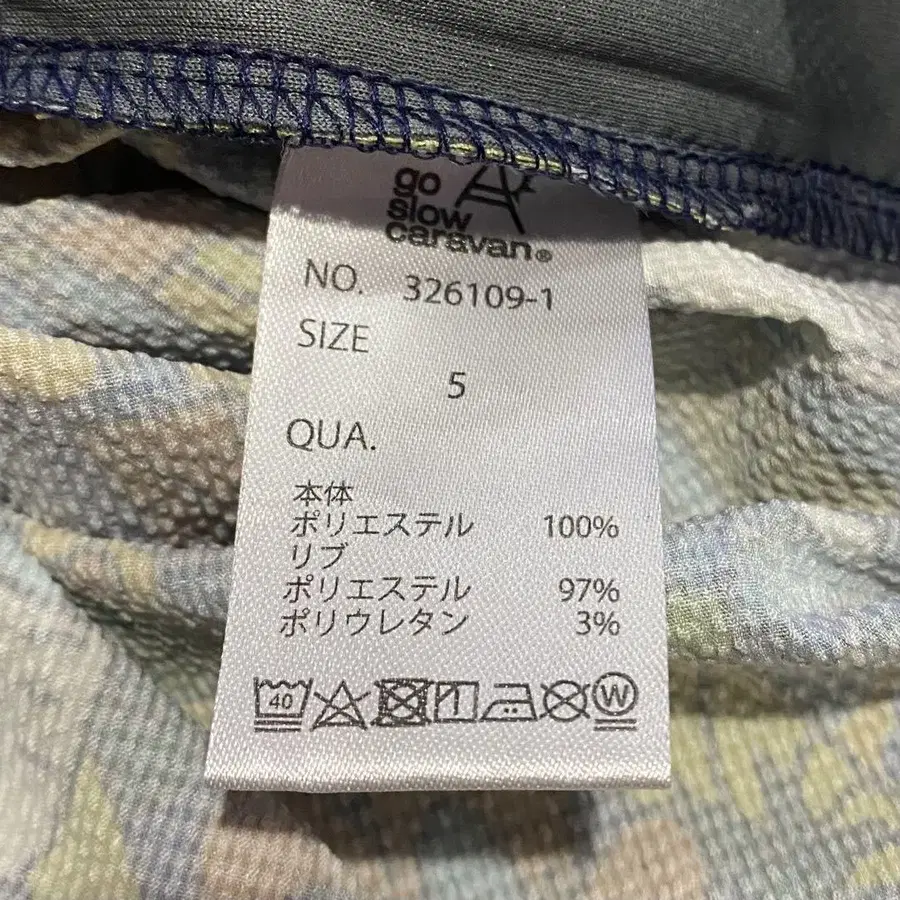 go
slow
caravan®
NO. 326109-1
SIZE
5
QUA.
本体
ポリエステル 100%
リブ
ポリエステル 97%
ポリウレタン 3%
40 W